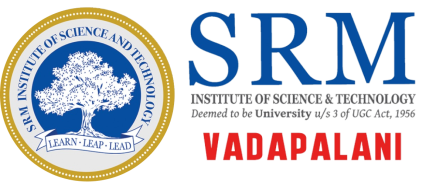 SRM INSTITUTE OF SCIENCE AND TECHNOLOGY
LEARN · LEAP · LEAD
SRM
INSTITUTE OF SCIENCE & TECHNOLOGY
Deemed to be University u/s 3 of UGC Act, 1956
VADAPALANI